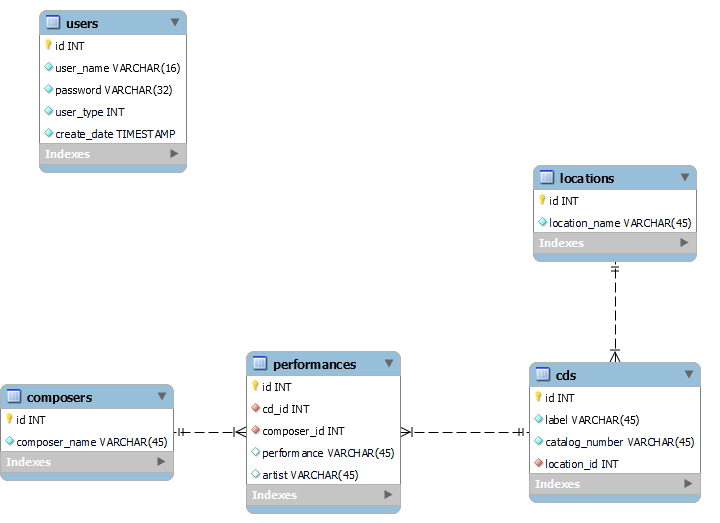 users
id INT
user_name VARCHAR(16)
password VARCHAR(32)
user_type INT
create_date TIMESTAMP
Indexes
locations
id INT
location_name VARCHAR(45)
Indexes
performances
id INT
cd_id INT
composer_id INT
performance VARCHAR(45)
artist VARCHAR(45)
Indexes
composers
id INT
composer_name VARCHAR(45)
Indexes
cds
id INT
label VARCHAR(45)
catalog_number VARCHAR(45)
location_id INT
Indexes